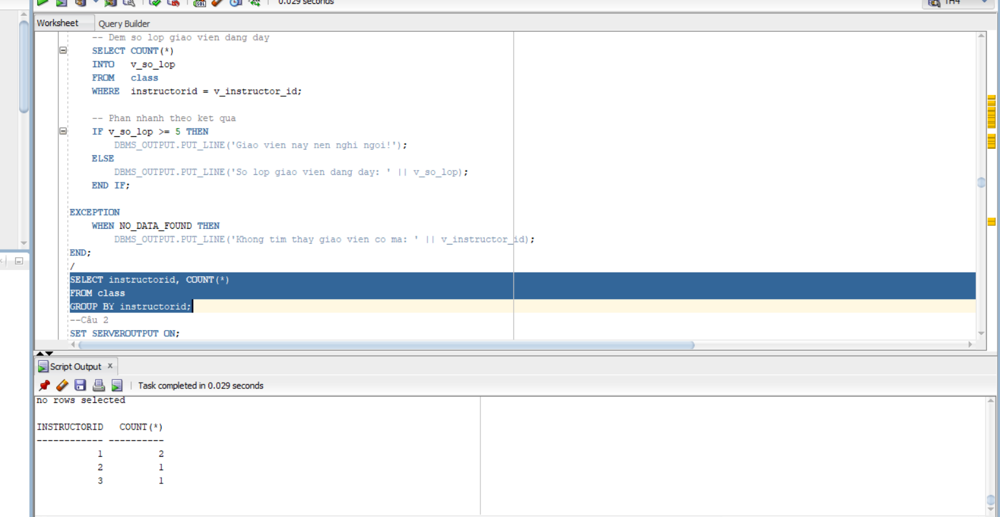 0.029 seconds
TH4
Worksheet
Query Builder
-- Dem so lop giao vien dang day
SELECT COUNT(*)
INTO v_so_lop
FROM class
WHERE instructorid = v_instructor_id;
-- Phan nhanh theo ket qua
IF v_so_lop >= 5 THEN
DBMS_OUTPUT.PUT_LINE('Giao vien nay nen nghi ngoi!');
ELSE
DBMS_OUTPUT.PUT_LINE('So lop giao vien dang day: ' || v_so_lop);
END IF;
EXCEPTION
WHEN NO_DATA_FOUND THEN
DBMS_OUTPUT.PUT_LINE('Khong tim thay giao vien co ma: ' || v_instructor_id);
END;
/
SELECT instructorid, COUNT(*)
FROM class
GROUP BY instructorid;
--Câu 2
SET SERVEROUTPUT ON;
Script Output x
Task completed in 0.029 seconds
no rows selected
INSTRUCTORID COUNT(*)
------------ ----------
1 2
2 1
3 1